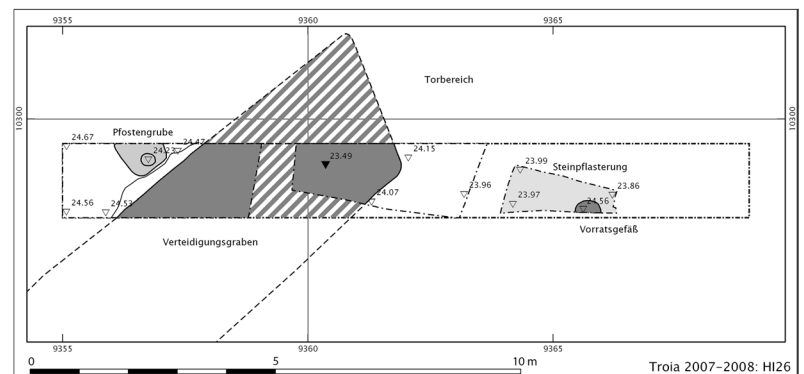 9355 9360 9365
Torbereich
10300 10300
Pfostengrube
24.67 24.47
24.23 23.49 24.15
23.99 Steinpflasterung
24.56 24.53 24.07 23.96 23.97 23.86
24.56
Verteidigungsgraben Vorratsgefäß
9355 9360 9365
0 5 10 m
Troia 2007-2008: HI26